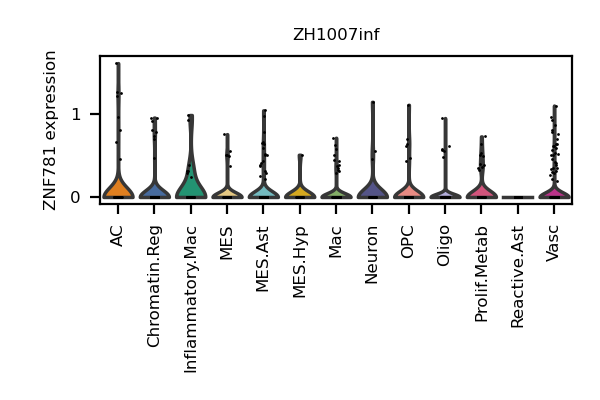 ZH1007inf
ZNF781 expression
1
0
AC
Chromatin.Reg
Inflammatory.Mac
MES
MES.Ast
MES.Hyp
Mac
Neuron
OPC
Oligo
Prolif.Metab
Reactive.Ast
Vasc